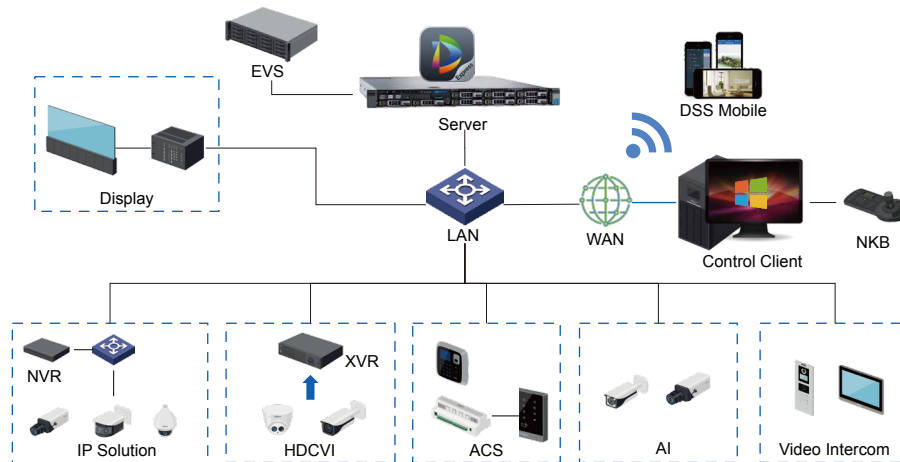 EVS
Express
Server
DSS Mobile
Display
LAN
WAN
Control Client
NKB
NVR
XVR
IP Solution
HDCVI
ACS
AI
Video Intercom